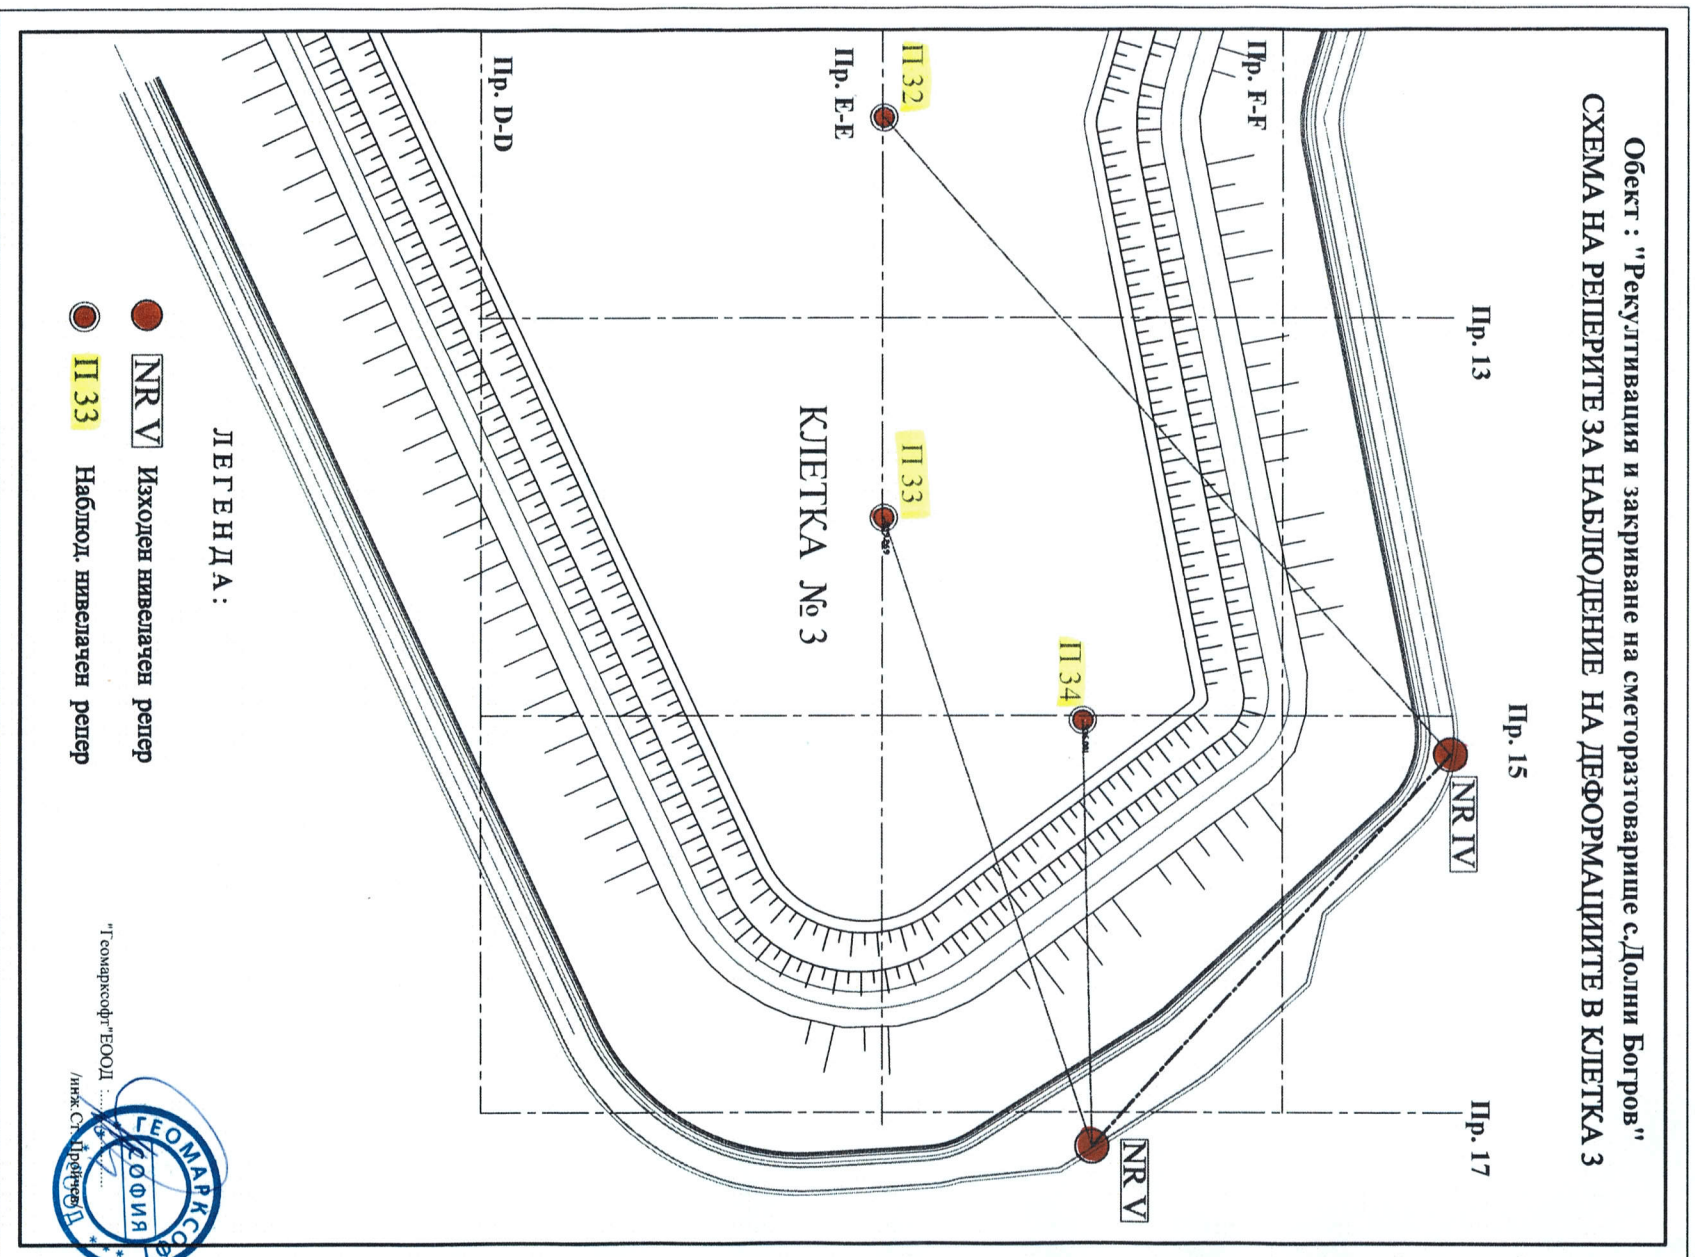 Обект : "Рекултивация и закриване на сметоразтоварище с.Долни Богров"
СХЕМА НА РЕПЕРИТЕ ЗА НАБЛЮДЕНИЕ НА ДЕФОРМАЦИИТЕ В КЛЕТКА 3
Пр. 13
Пр. 15
Пр. 17
NR IV
Пр. F-F
NR V
П 34
П 32
П 33
Пр. E-E
КЛЕТКА № 3
Пр. D-D
ЛЕГЕНДА :
NR V Изходен нивелачен репер
П 33 Наблюд. нивелачен репер
"Геомарксофт"ЕООД :
/инж.Ст.
СОФИЯ